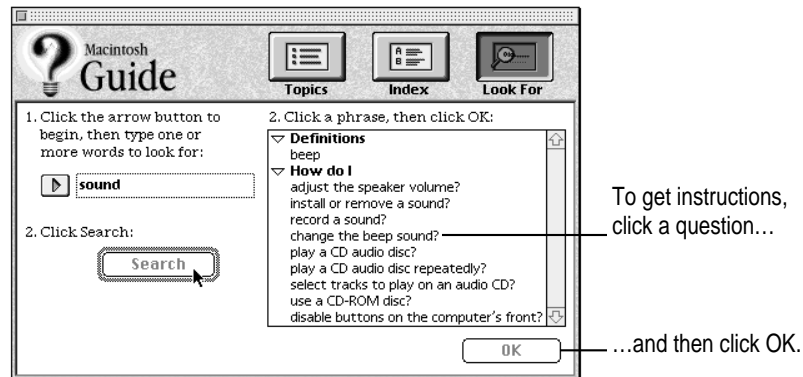 Macintosh
Guide
Topics
Index
Look For
1. Click the arrow button to
begin, then type one or
more words to look for:
sound
2. Click Search:
Search
2. Click a phrase, then click OK:
Definitions
beep
How do I
adjust the speaker volume?
install or remove a sound?
record a sound?
change the beep sound?
play a CD audio disc?
play a CD audio disc repeatedly?
select tracks to play on an audio CD?
use a CD-ROM disc?
disable buttons on the computer's front?
OK
To get instructions,
click a question…
…and then click OK.